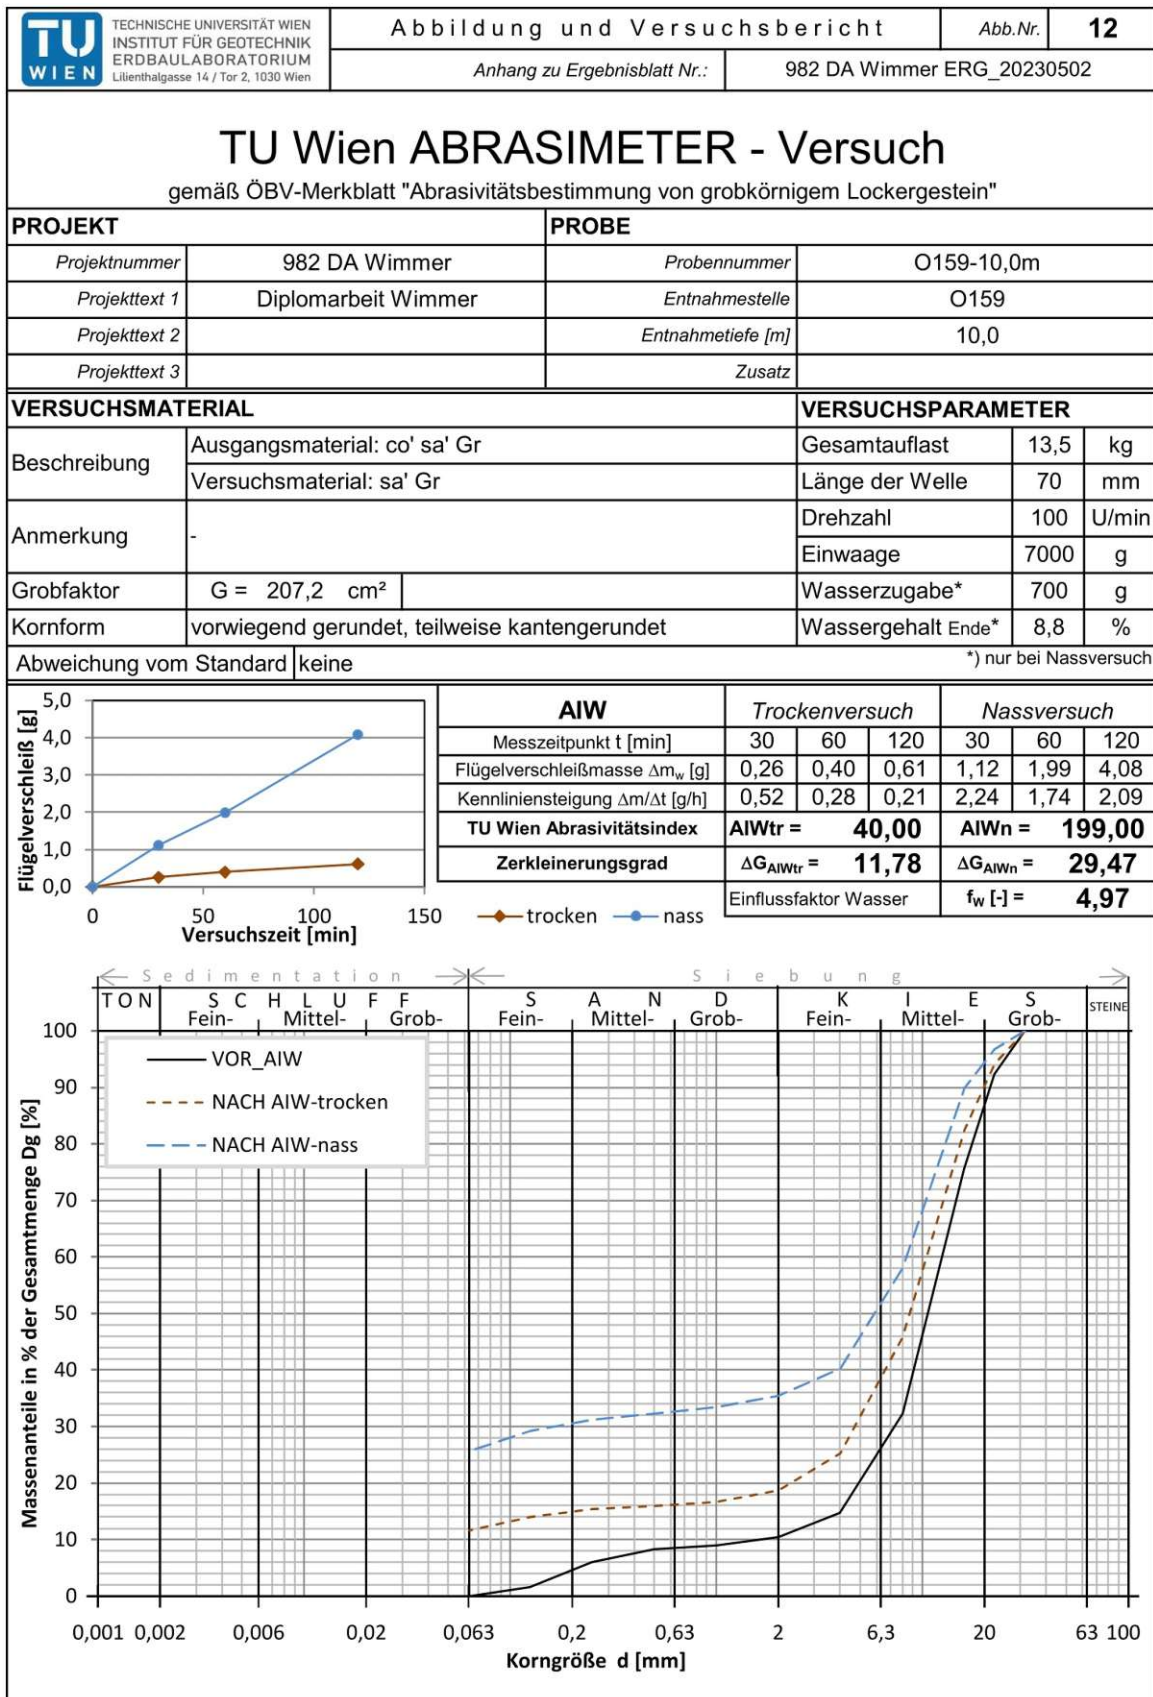 TU WIEN
TECHNISCHE UNIVERSITÄT WIEN
INSTITUT FÜR GEOTECHNIK
ERDBAULABORATORIUM
Lilienthalgasse 14 / Tor 2, 1030 Wien
Abbildung und Versuchsbericht Abb.Nr. 12
Anhang zu Ergebnisblatt Nr.: 982 DA Wimmer ERG_20230502
TU Wien ABRASIMETER - Versuch
gemäß ÖBV-Merkblatt "Abrasivitätsbestimmung von grobkörnigem Lockergestein"
PROJEKT PROBE
Projektnummer 982 DA Wimmer Probennummer O159-10,0m
Projekttext 1 Diplomarbeit Wimmer Entnahmestelle O159
Projekttext 2 Entnahmetiefe [m] 10,0
Projekttext 3 Zusatz
VERSUCHSMATERIAL VERSUCHSPARAMETER
Beschreibung Ausgangsmaterial: co' sa' Gr Gesamtauflast 13,5 kg
Versuchsmaterial: sa' Gr Länge der Welle 70 mm
Anmerkung - Drehzahl 100 U/min
Einwaage 7000 g
Grobfaktor G = 207,2 cm² Wasserzugabe* 700 g
Kornform vorwiegend gerundet, teilweise kantengerundet Wassergehalt Ende* 8,8 %
Abweichung vom Standard keine *) nur bei Nassversuch
Flügelverschleiß [g]
5,0
4,0
3,0
2,0
1,0
0,0
0 50 100 150
Versuchszeit [min]
trocken nass
AIW Trockenversuch Nassversuch
Messzeitpunkt t [min] 30 60 120 30 60 120
Flügelverschleißmasse Δmw [g] 0,26 0,40 0,61 1,12 1,99 4,08
Kennliniensteigung Δm/Δt [g/h] 0,52 0,28 0,21 2,24 1,74 2,09
TU Wien Abrasivitätsindex AIWtr = 40,00 AIWn = 199,00
Zerkleinerungsgrad ΔGAIWtr = 11,78 ΔGAIWn = 29,47
Einflussfaktor Wasser fw [-] = 4,97
Sedimentation Siebung
TON SCHLUFF SAND KIES STEINE
Fein- Mittel- Grob- Fein- Mittel- Grob- Fein- Mittel- Grob-
VOR_AIW
NACH AIW-trocken
NACH AIW-nass
Massenanteile in % der Gesamtmenge Dg [%]
100
90
80
70
60
50
40
30
20
10
0
0,001 0,002 0,006 0,02 0,063 0,2 0,63 2 6,3 20 63 100
Korngröße d [mm]